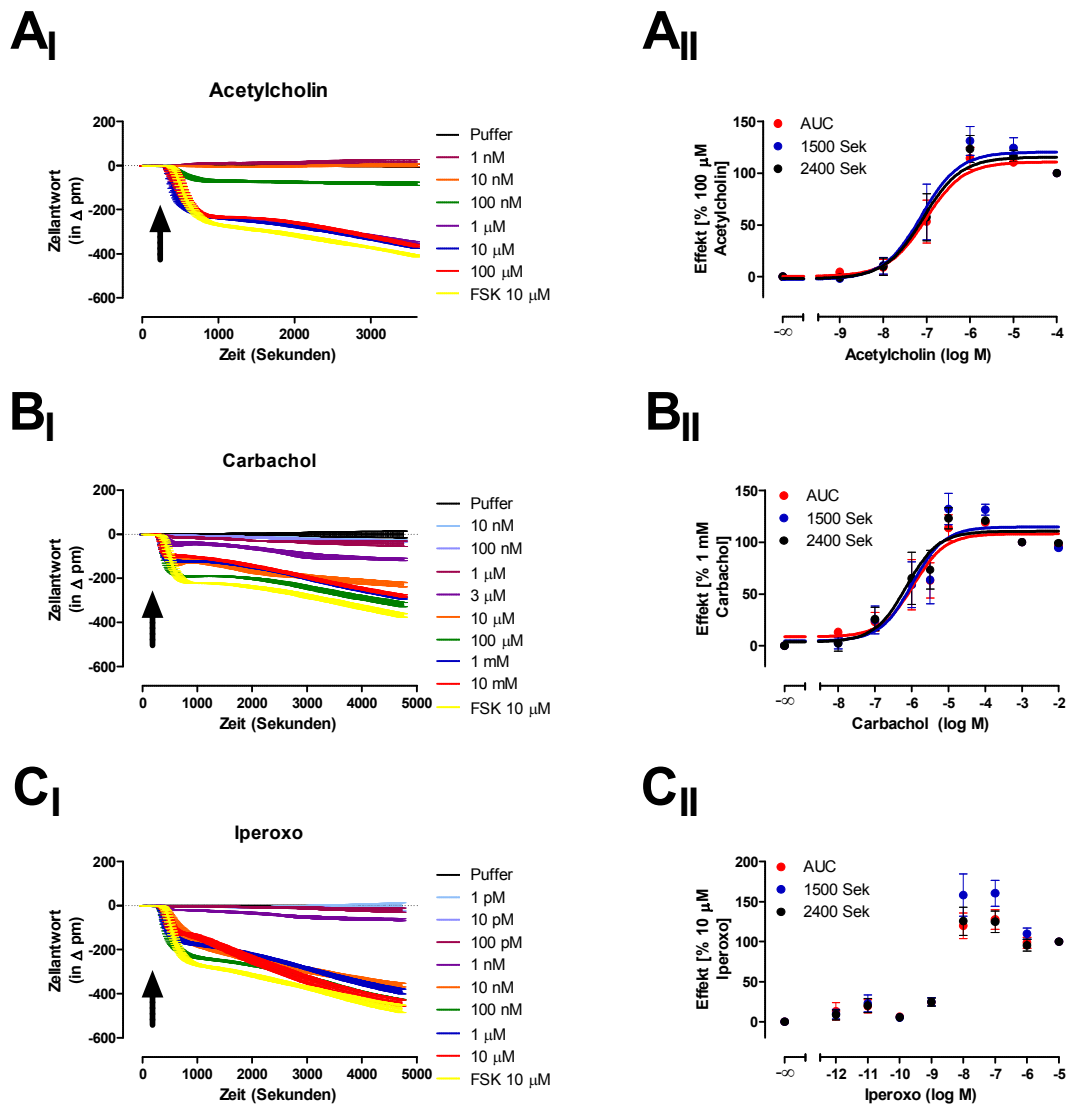 AI
AII
Acetylcholin
200
0
-200
-400
-600
Zellantwort
(in Δ pm)
0 1000 2000 3000
Zeit (Sekunden)
Puffer
1 nM
10 nM
100 nM
1 μM
10 μM
100 μM
FSK 10 μM
150
100
50
0
Effekt [% 100 μM
Acetylcholin]
AUC
1500 Sek
2400 Sek
-∞ -9 -8 -7 -6 -5 -4
Acetylcholin (log M)
BI
BII
Carbachol
200
0
-200
-400
-600
Zellantwort
(in Δ pm)
0 1000 2000 3000 4000 5000
Zeit (Sekunden)
Puffer
10 nM
100 nM
1 μM
3 μM
10 μM
100 μM
1 mM
10 mM
FSK 10 μM
150
100
50
0
Effekt [% 1 mM
Carbachol]
AUC
1500 Sek
2400 Sek
-∞ -8 -7 -6 -5 -4 -3 -2
Carbachol (log M)
CI
CII
Iperoxo
200
0
-200
-400
-600
Zellantwort
(in Δ pm)
0 1000 2000 3000 4000 5000
Zeit (Sekunden)
Puffer
1 pM
10 pM
100 pM
1 nM
10 nM
100 nM
1 μM
10 μM
FSK 10 μM
200
150
100
50
0
Effekt [% 10 μM
Iperoxo]
AUC
1500 Sek
2400 Sek
-∞ -12 -11 -10 -9 -8 -7 -6 -5
Iperoxo (log M)